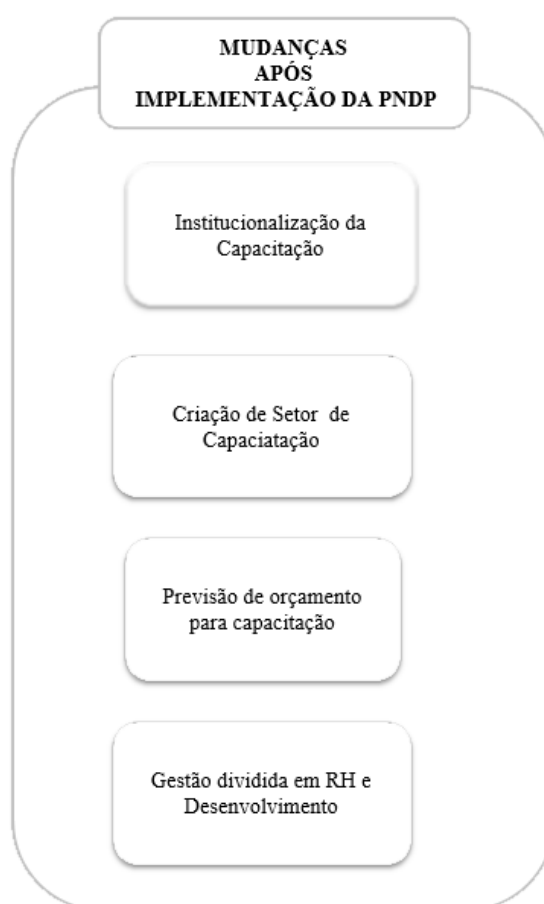 MUDANÇAS
APÓS
IMPLEMENTAÇÃO DA PNDP
Institucionalização da
Capacitação
Criação de Setor de
Capaciatação
Previsão de orçamento
para capacitação
Gestão dividida em RH e
Desenvolvimento